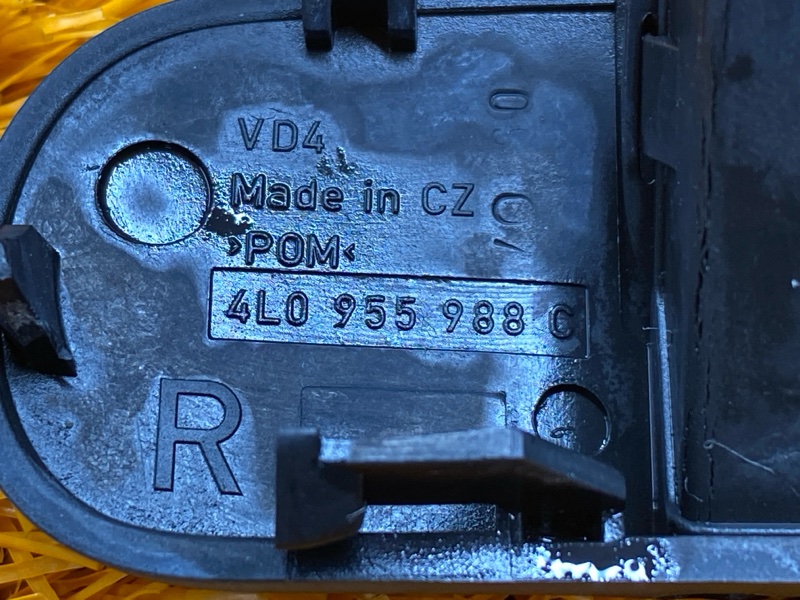 VD4
Made in CZ
>POM<
4L0 955 988 C
R